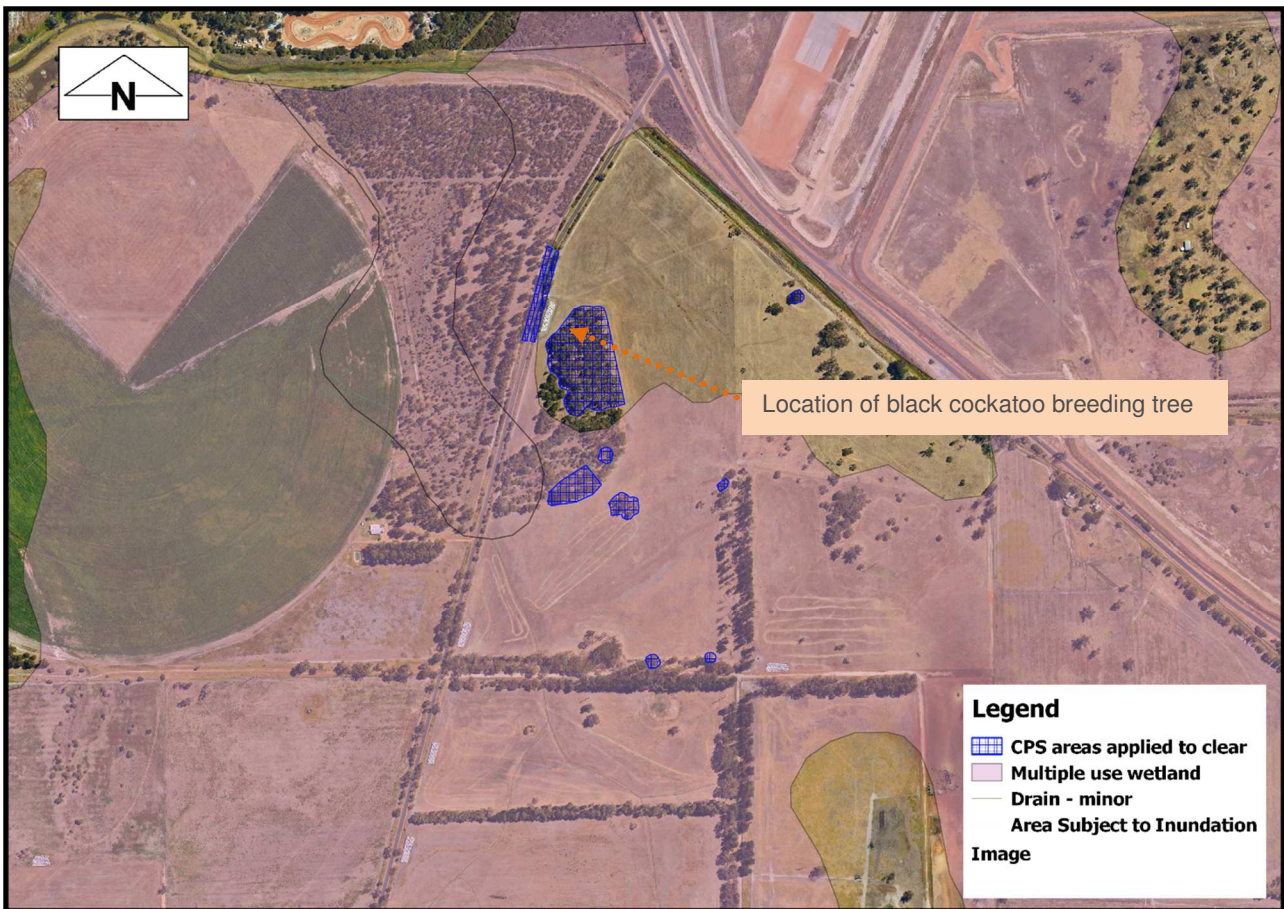 N
Location of black cockatoo breeding tree
Legend
CPS areas applied to clear
Multiple use wetland
Drain - minor
Area Subject to Inundation
Image